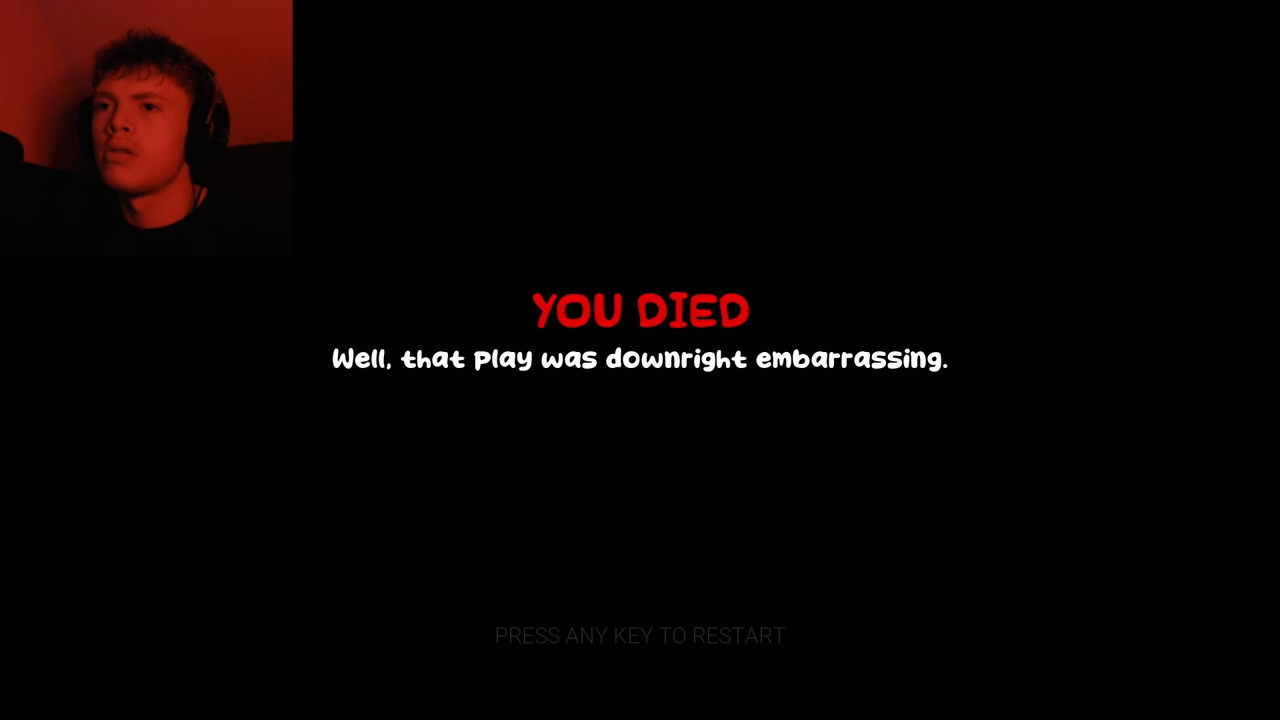 YOU DIED
Well, that play was downright embarrassing.
PRESS ANY KEY TO RESTART